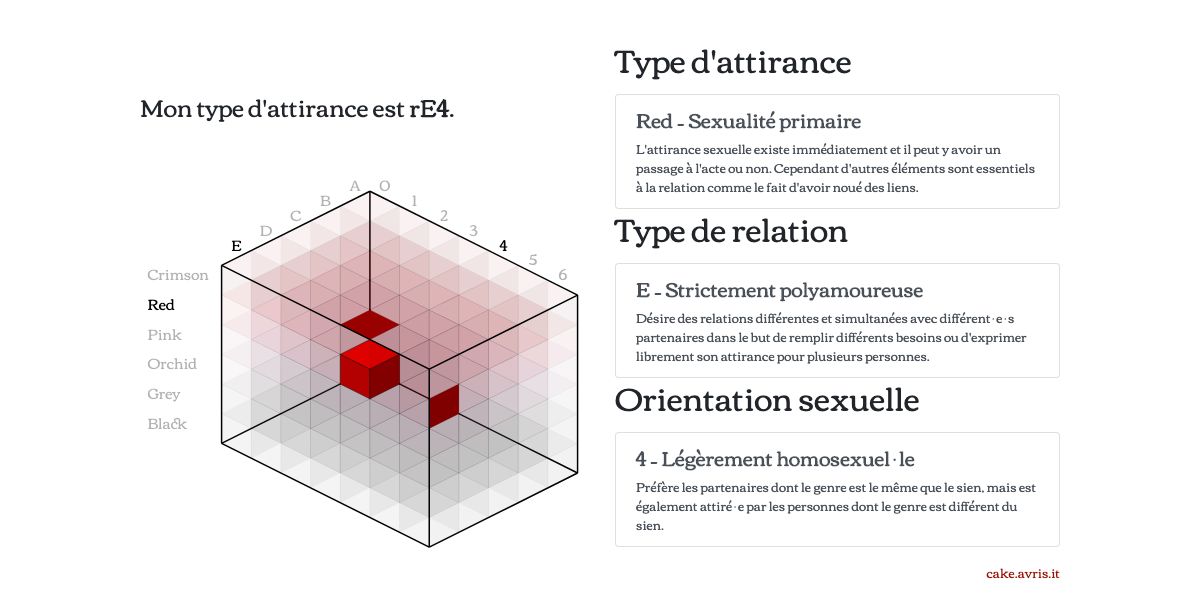 Mon type d'attirance est rE4.
A
O
B
1
C
2
D
3
E
4
5
6
Crimson
Red
Pink
Orchid
Grey
Black
Type d'attirance
Red - Sexualité primaire
L'attirance sexuelle existe immédiatement et il peut y avoir un
passage à l'acte ou non. Cependant d'autres éléments sont essentiels
à la relation comme le fait d'avoir noué des liens.
Type de relation
E - Strictement polyamoureuse
Désire des relations différentes et simultanées avec différent·e·s
partenaires dans le but de remplir différents besoins ou d'exprimer
librement son attirance pour plusieurs personnes.
Orientation sexuelle
4 - Légèrement homosexuel·le
Préfère les partenaires dont le genre est le même que le sien, mais est
également attiré·e par les personnes dont le genre est différent du
sien.
cake.avris.it